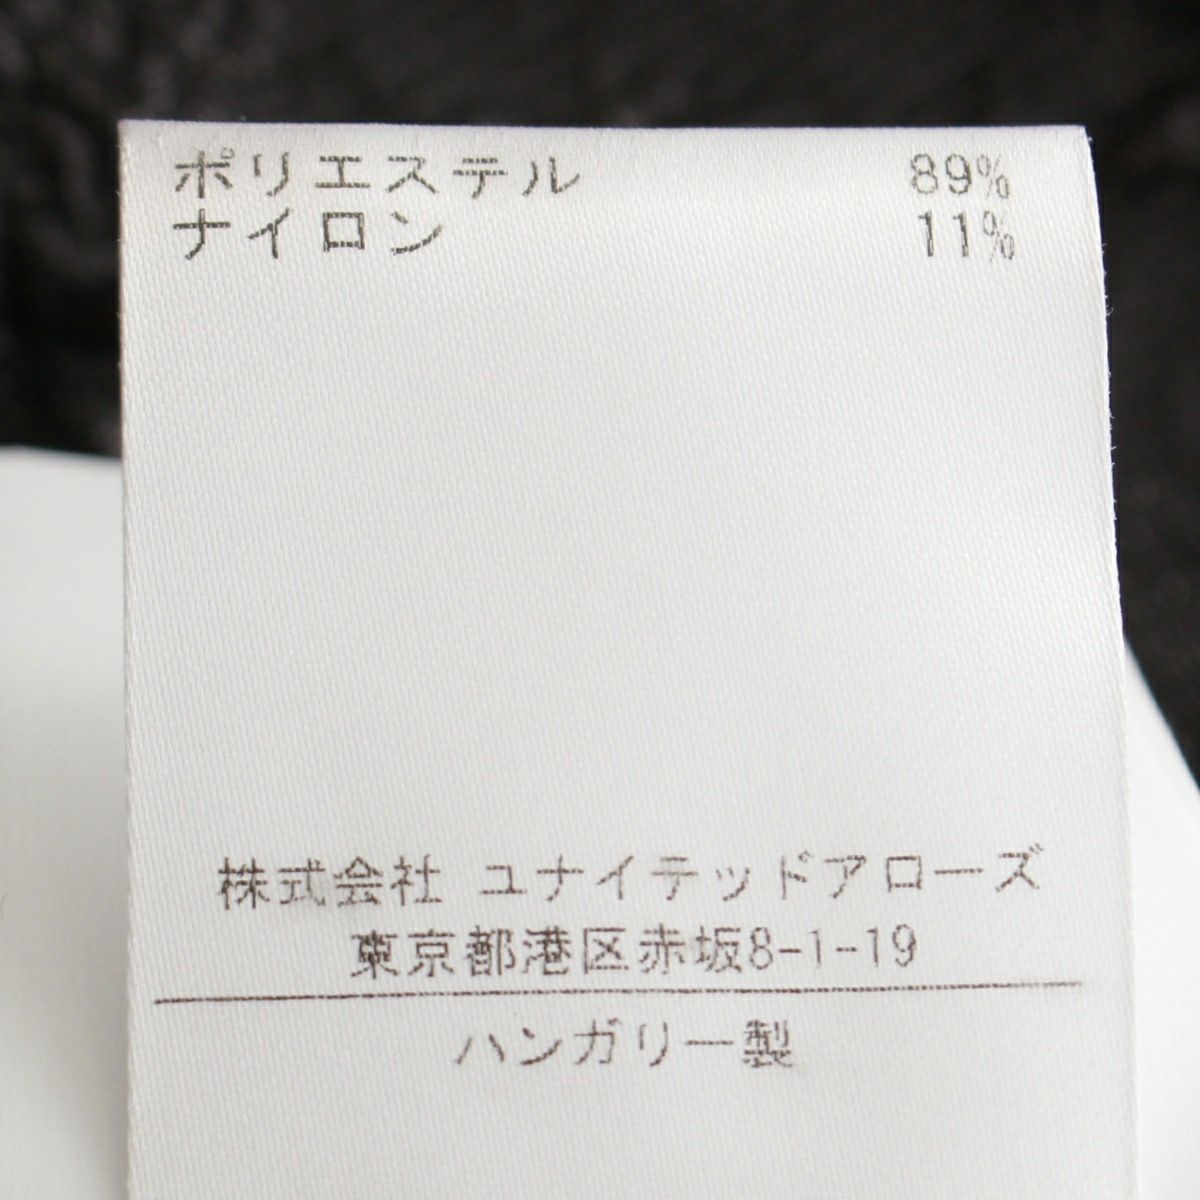 ポリエステル 89%
ナイロン 11%
株式会社 ユナイテッドアローズ
東京都港区赤坂8-1-19
ハンガリー製